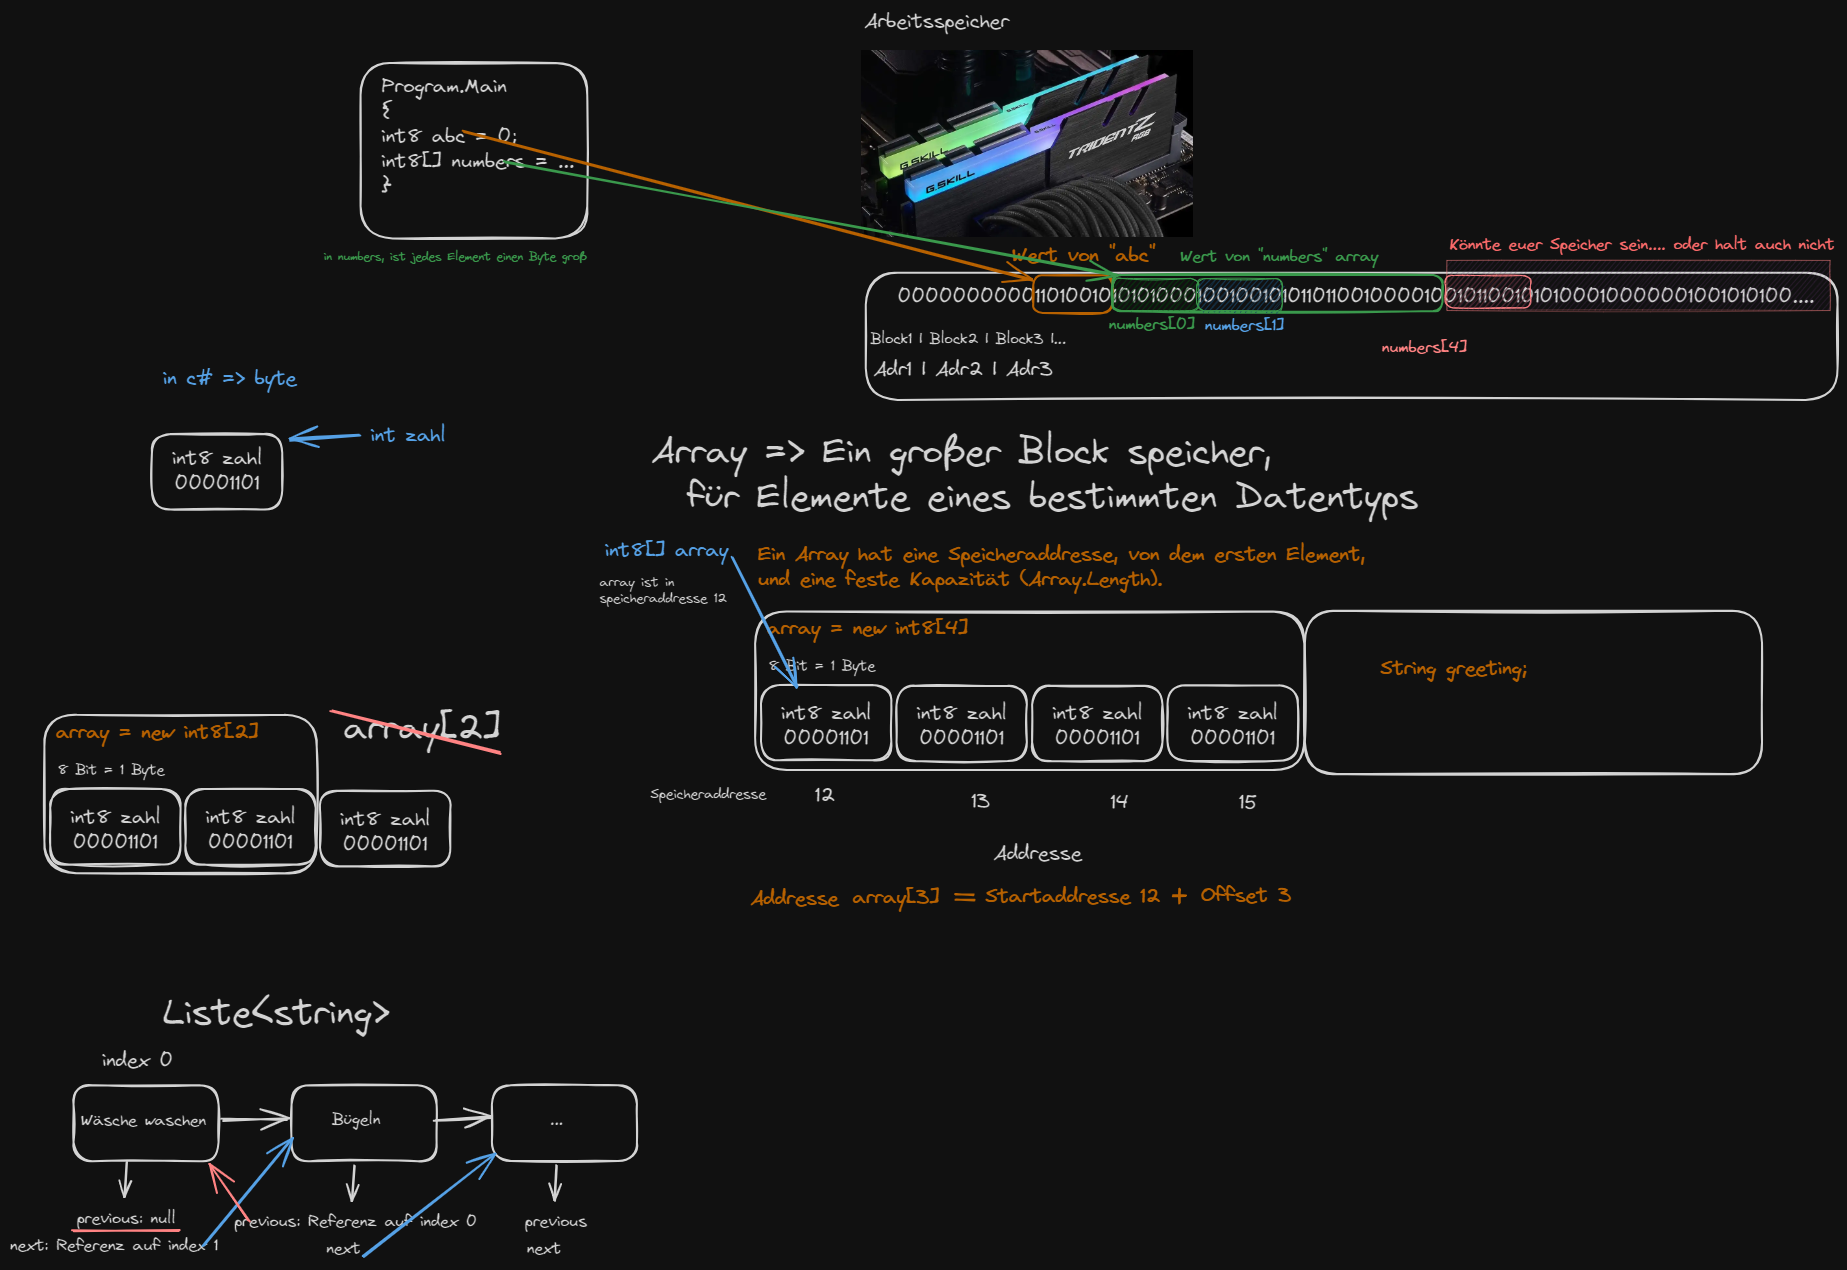 Arbeitsspeicher
Program.Main
{
int8 abc = 0;
int8[] numbers = ...
}
in numbers, ist jedes Element einen Byte groß
G.SKILL
G.SKILL
G.SKILL
G.SKILL
TRIDENTZ
RGB
Wert von "abc"
Wert von "numbers" array
Könnte euer Speicher sein.... oder halt auch nicht
00000000000110100101010100010010010101101100100001001011001010100010000001001010100....
numbers[0]
numbers[1]
numbers[4]
Block1 | Block2 | Block3 |...
Adr1 | Adr2 | Adr3
in c# => byte
int zahl
int8 zahl
00001101
Array => Ein großer Block speicher,
für Elemente eines bestimmten Datentyps
int8[] array
array ist in
speicheraddresse 12
Ein Array hat eine Speicheraddresse, von dem ersten Element,
und eine feste Kapazität (Array.Length).
array = new int8[4]
8 Bit = 1 Byte
int8 zahl
00001101
int8 zahl
00001101
int8 zahl
00001101
int8 zahl
00001101
String greeting;
Speicheraddresse
12
13
14
15
Addresse
Addresse array[3] = Startaddresse 12 + Offset 3
array = new int8[2]
8 Bit = 1 Byte
array[2]
int8 zahl
00001101
int8 zahl
00001101
int8 zahl
00001101
Liste<string>
index 0
Wäsche waschen
Bügeln
...
previous: null
next: Referenz auf index 1
previous: Referenz auf index 0
next
previous
next